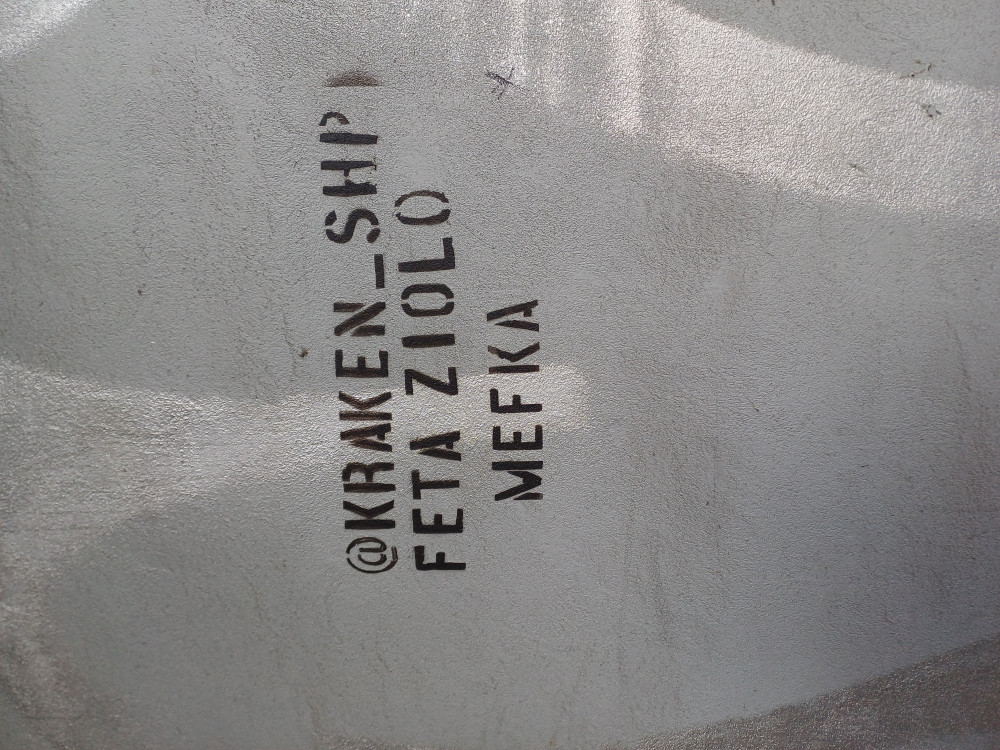 @KRAKEN_SHP
FETA ZIOLO
MEFKA